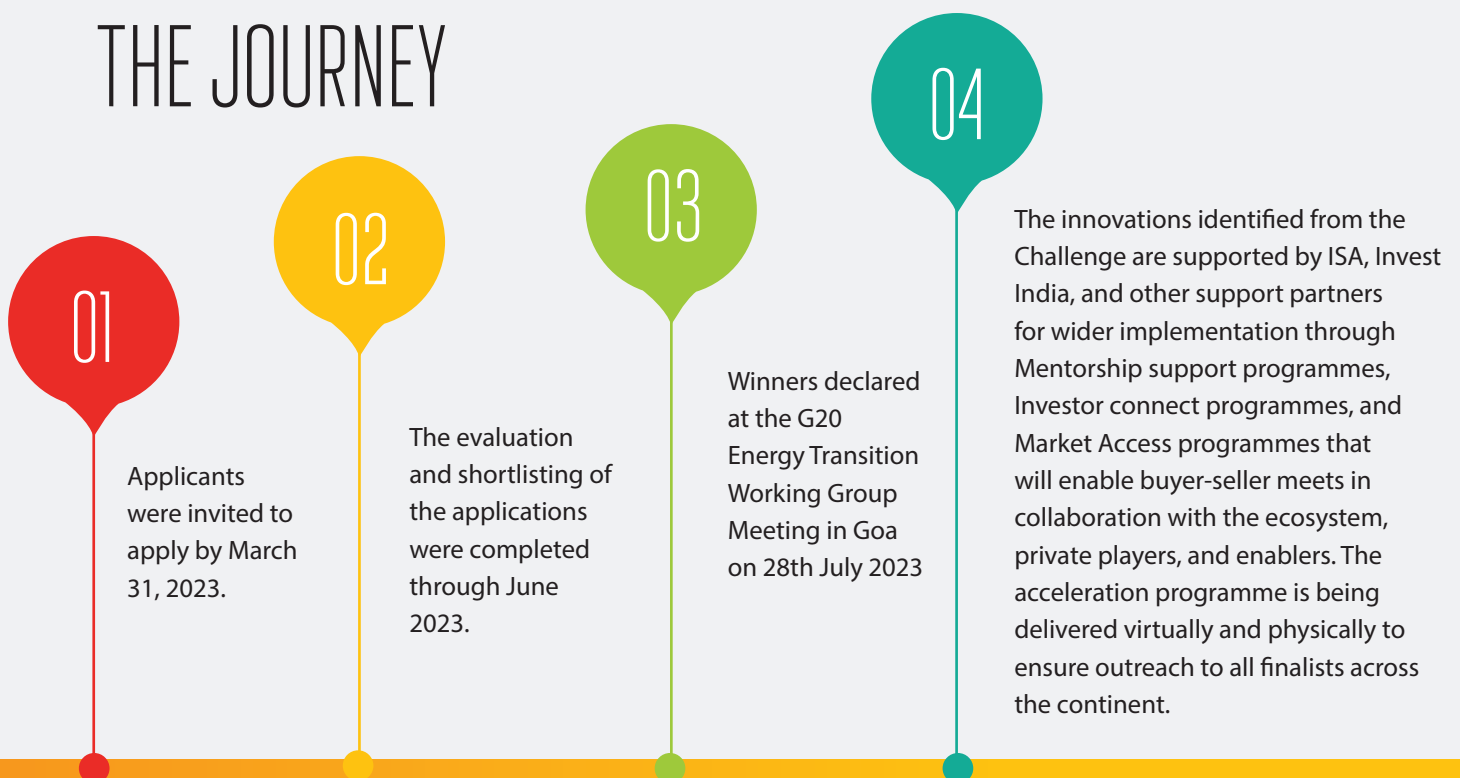 THE JOURNEY
01
Applicants
were invited to
apply by March
31, 2023.
02
The evaluation
and shortlisting of
the applications
were completed
through June
2023.
03
Winners declared
at the G20
Energy Transition
Working Group
Meeting in Goa
on 28th July 2023
04
The innovations identified from the
Challenge are supported by ISA, Invest
India, and other support partners
for wider implementation through
Mentorship support programmes,
Investor connect programmes, and
Market Access programmes that
will enable buyer-seller meets in
collaboration with the ecosystem,
private players, and enablers. The
acceleration programme is being
delivered virtually and physically to
ensure outreach to all finalists across
the continent.